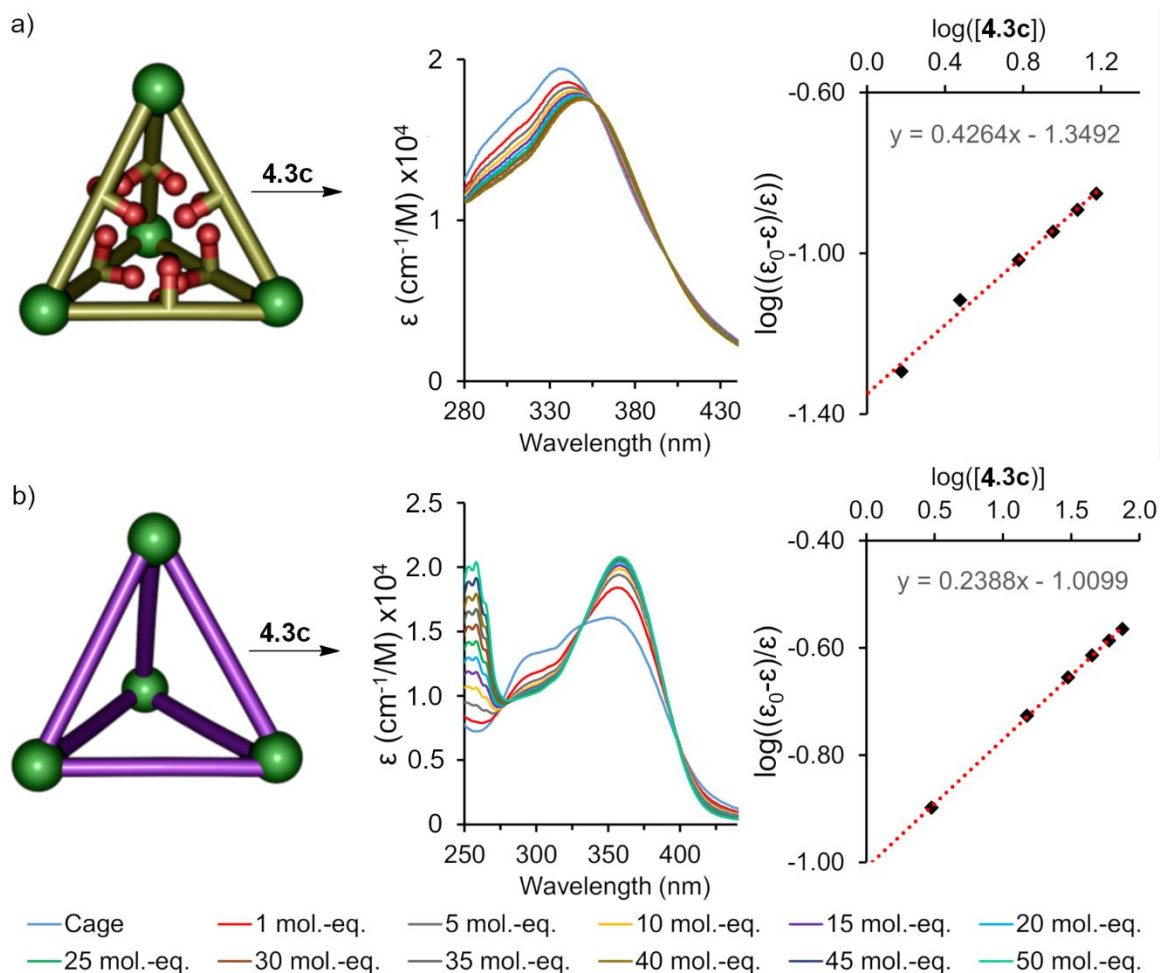 a)
4.3c
ε (cm⁻¹/M) x10⁴
2
1
0
280 330 380 430
Wavelength (nm)
log([4.3c])
0.0 0.4 0.8 1.2
-0.60
-1.00
-1.40
log((ε₀-ε)/ε))
y = 0.4264x - 1.3492
b)
4.3c
ε (cm⁻¹/M) x10⁴
2.5
2.0
1.5
1.0
0.5
0
250 300 350 400
Wavelength (nm)
log([4.3c)]
0.0 0.5 1.0 1.5 2.0
-0.40
-0.60
-0.80
-1.00
log((ε₀-ε)/ε)
y = 0.2388x - 1.0099
Cage 1 mol.-eq. 5 mol.-eq. 10 mol.-eq. 15 mol.-eq. 20 mol.-eq.
25 mol.-eq. 30 mol.-eq. 35 mol.-eq. 40 mol.-eq. 45 mol.-eq. 50 mol.-eq.